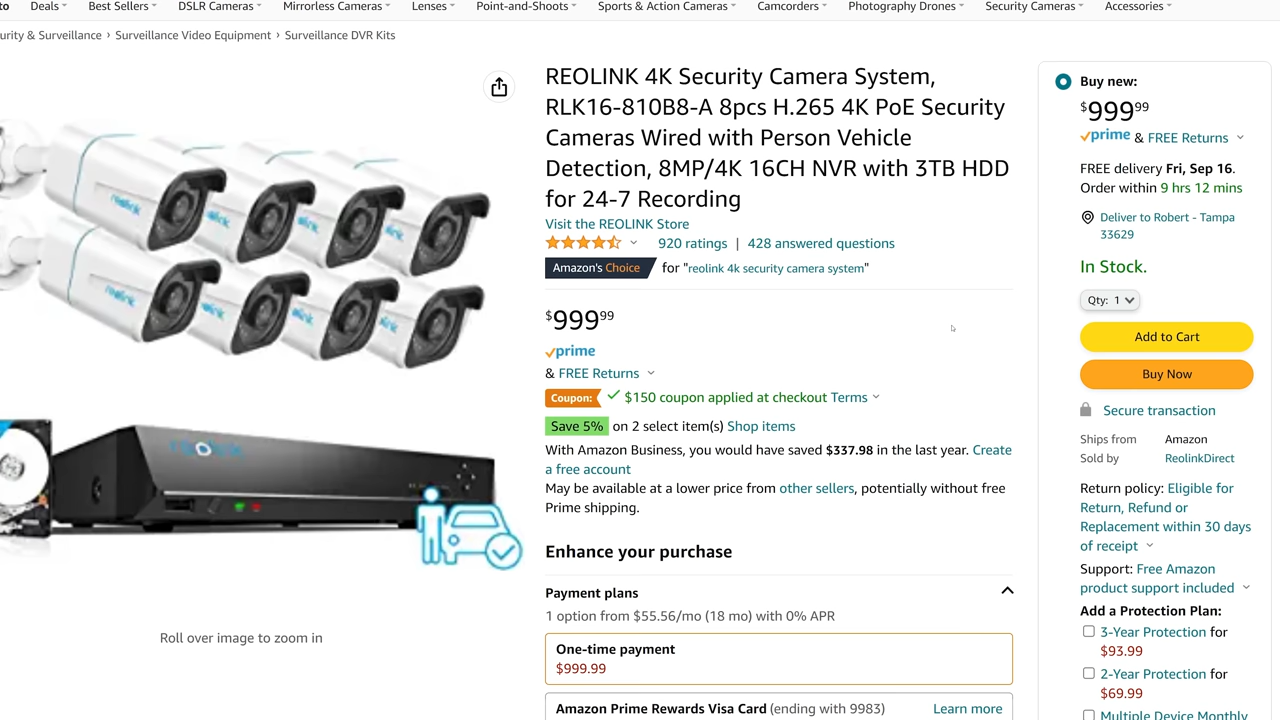 to
Deals
Best Sellers
DSLR Cameras
Mirrorless Cameras
Lenses
Point-and-Shoots
Sports & Action Cameras
Camcorders
Photography Drones
Security Cameras
Accessories
urity & Surveillance › Surveillance Video Equipment › Surveillance DVR Kits
REOLINK 4K Security Camera System,
RLK16-810B8-A 8pcs H.265 4K PoE Security
Cameras Wired with Person Vehicle
Detection, 8MP/4K 16CH NVR with 3TB HDD
for 24-7 Recording
Visit the REOLINK Store
920 ratings | 428 answered questions
Amazon's Choice for "reolink 4k security camera system"
$999 99
prime
& FREE Returns
Coupon: $150 coupon applied at checkout Terms
Save 5% on 2 select item(s) Shop items
With Amazon Business, you would have saved $337.98 in the last year. Create
a free account
May be available at a lower price from other sellers, potentially without free
Prime shipping.
Enhance your purchase
Payment plans
1 option from $55.56/mo (18 mo) with 0% APR
One-time payment
$999.99
Amazon Prime Rewards Visa Card (ending with 9983) Learn more
reolink
reolink
Roll over image to zoom in
Buy new:
$999 99
prime & FREE Returns
FREE delivery Fri, Sep 16.
Order within 9 hrs 12 mins
Deliver to Robert - Tampa
33629
In Stock.
Qty: 1
Add to Cart
Buy Now
Secure transaction
Ships from Amazon
Sold by ReolinkDirect
Return policy: Eligible for
Return, Refund or
Replacement within 30 days
of receipt
Support: Free Amazon
product support included
Add a Protection Plan:
3-Year Protection for
$93.99
2-Year Protection for
$69.99
Multiple Device Monthly